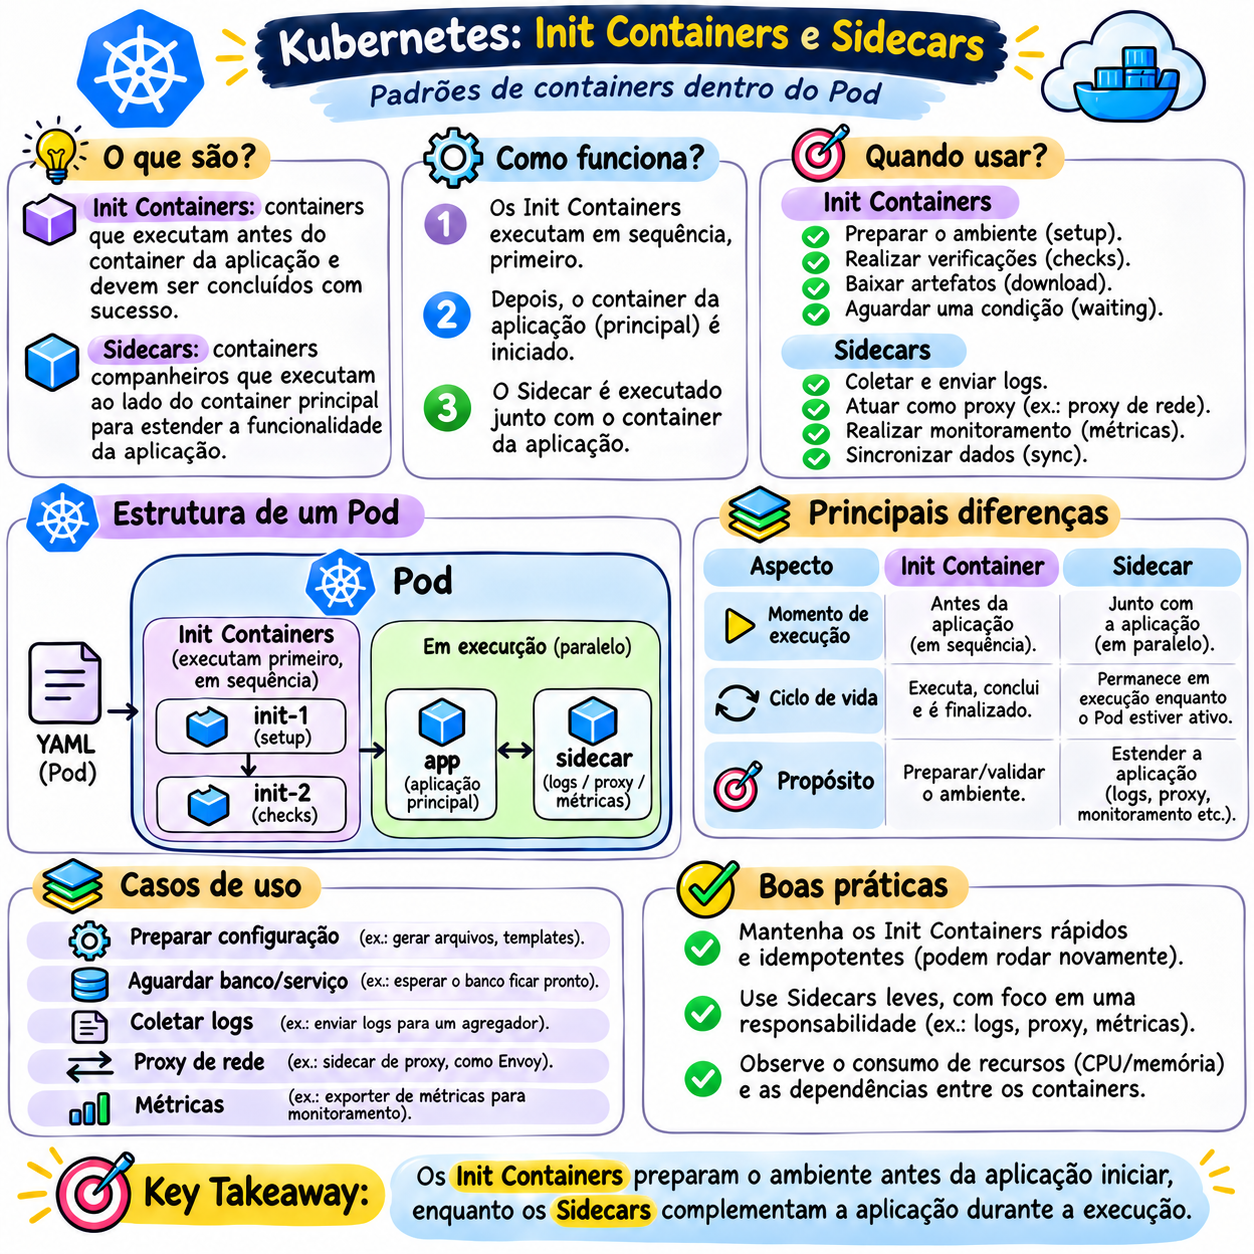 Kubernetes: Init Containers e Sidecars
Padrões de containers dentro do Pod
O que são?
Init Containers: containers
que executam antes do
container da aplicação e
devem ser concluídos com
sucesso.
Sidecars: containers
companheiros que executam
ao lado do container principal
para estender a funcionalidade
da aplicação.
Como funciona?
1
Os Init Containers
executam em sequência,
primeiro.
2
Depois, o container da
aplicação (principal) é
iniciado.
3
O Sidecar é executado
junto com o container
da aplicação.
Quando usar?
Init Containers
Preparar o ambiente (setup).
Realizar verificações (checks).
Baixar artefatos (download).
Aguardar uma condição (waiting).
Sidecars
Coletar e enviar logs.
Atuar como proxy (ex.: proxy de rede).
Realizar monitoramento (métricas).
Sincronizar dados (sync).
Estrutura de um Pod
YAML
(Pod)
Pod
Init Containers
(executam primeiro,
em sequência)
init-1
(setup)
init-2
(checks)
Em execução (paralelo)
app
(aplicação
principal)
sidecar
(logs / proxy /
métricas)
Principais diferenças
Aspecto
Init Container
Sidecar
Momento de
execução
Antes da
aplicação
(em sequência).
Junto com
a aplicação
(em paralelo).
Ciclo de vida
Executa, conclui
e é finalizado.
Permanece em
execução enquanto
o Pod estiver ativo.
Propósito
Preparar/validar
o ambiente.
Estender a
aplicação
(logs, proxy,
monitoramento etc.).
Casos de uso
Preparar configuração (ex.: gerar arquivos, templates).
Aguardar banco/serviço (ex.: esperar o banco ficar pronto).
Coletar logs (ex.: enviar logs para um agregador).
Proxy de rede (ex.: sidecar de proxy, como Envoy).
Métricas (ex.: exporter de métricas para
monitoramento).
Boas práticas
Mantenha os Init Containers rápidos
e idempotentes (podem rodar novamente).
Use Sidecars leves, com foco em uma
responsabilidade (ex.: logs, proxy, métricas).
Observe o consumo de recursos (CPU/memória)
e as dependências entre os containers.
Key Takeaway:
Os Init Containers preparam o ambiente antes da aplicação iniciar,
enquanto os Sidecars complementam a aplicação durante a execução.